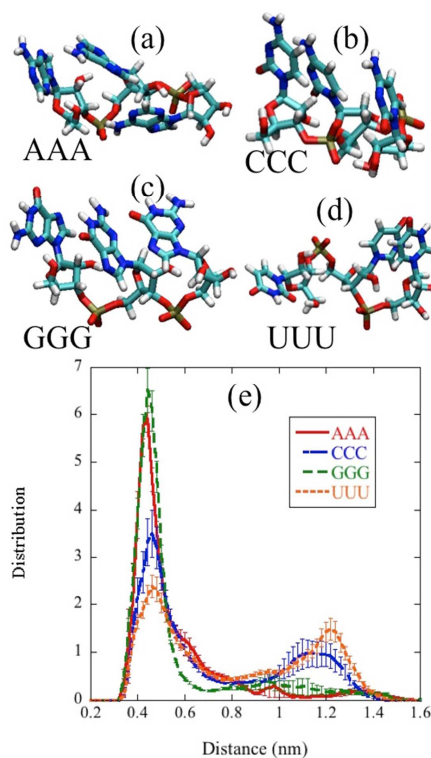 (a)
AAA
(b)
CCC
(c)
GGG
(d)
UUU
(e)
AAA
CCC
GGG
UUU
7
6
5
4
3
2
1
0
0.2 0.4 0.6 0.8 1 1.2 1.4 1.6
Distribution
Distance (nm)